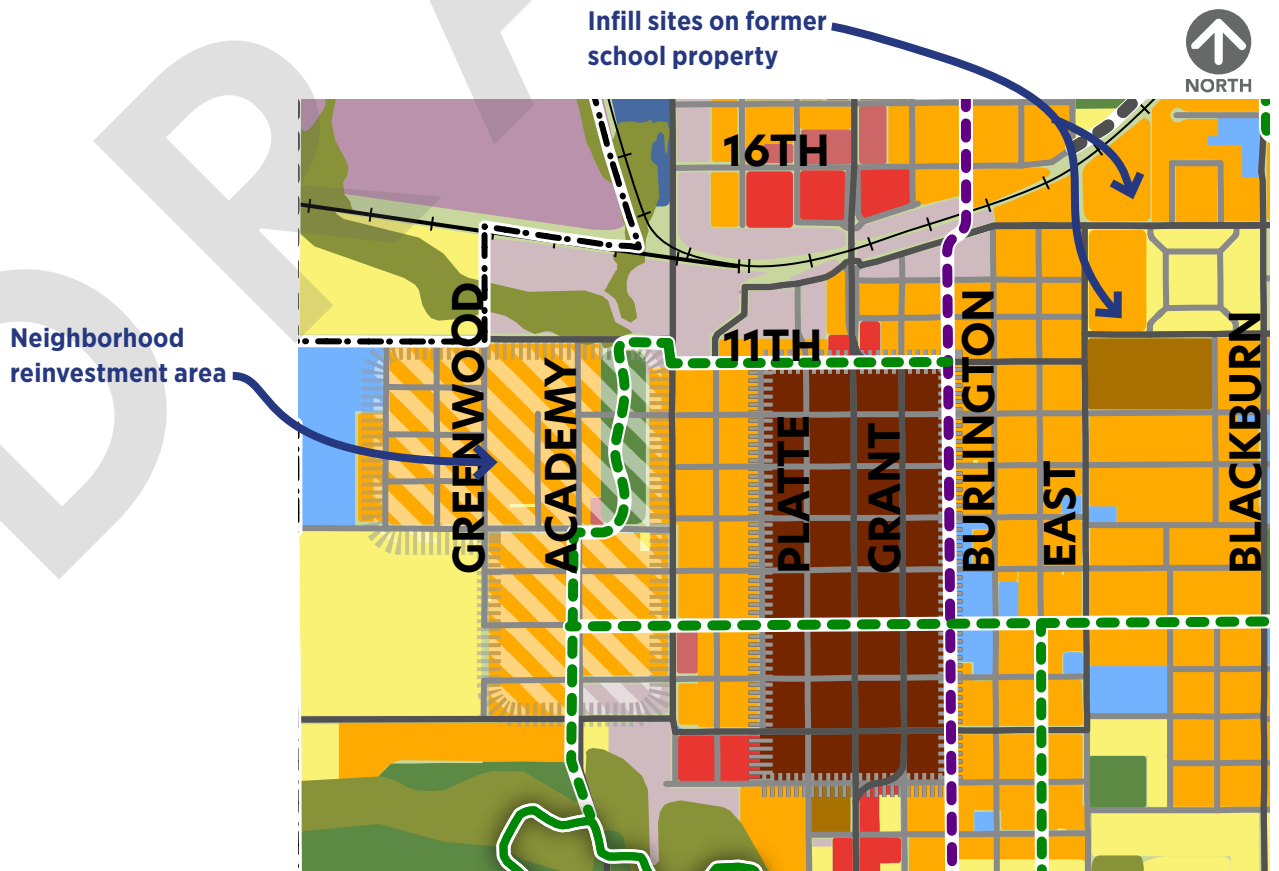 Infill sites on former
school property
NORTH
16TH
Neighborhood
reinvestment area
11TH
GREENWOOD
ACADEMY
PLATTE
GRANT
BURLINGTON
EAST
BLACKBURN